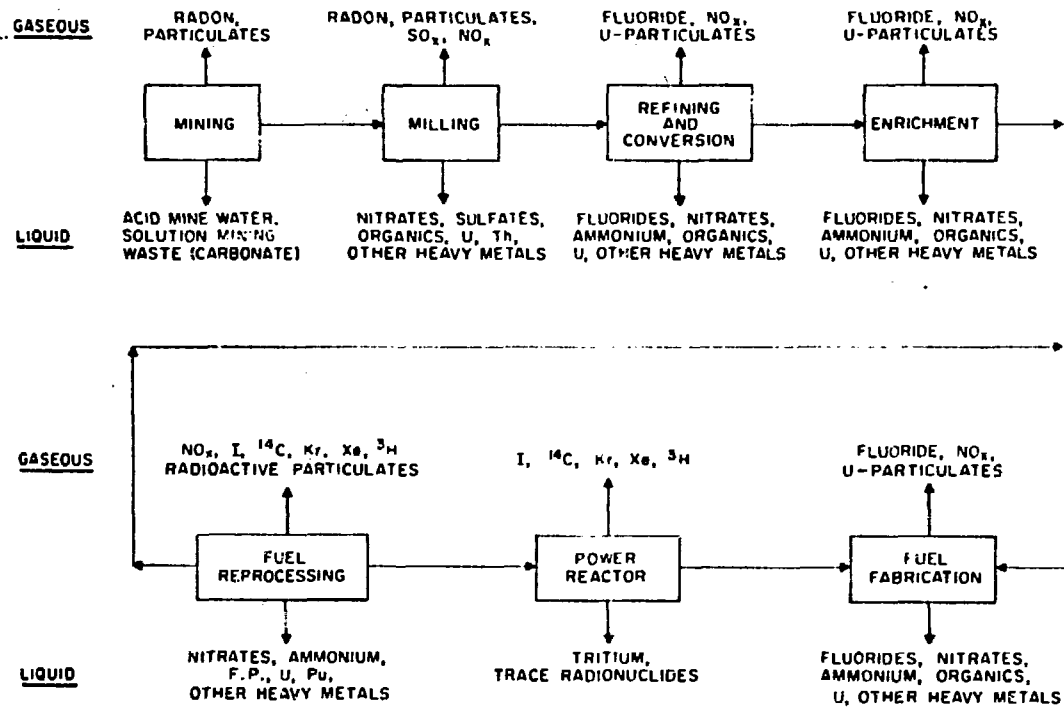 GASEOUS
RADON,
PARTICULATES
RADON, PARTICULATES,
SOx, NOx
FLUORIDE, NOx,
U-PARTICULATES
FLUORIDE, NOx,
U-PARTICULATES
MINING
MILLING
REFINING
AND
CONVERSION
ENRICHMENT
LIQUID
ACID MINE WATER,
SOLUTION MINING
WASTE (CARBONATE)
NITRATES, SULFATES,
ORGANICS, U, Th,
OTHER HEAVY METALS
FLUORIDES, NITRATES,
AMMONIUM, ORGANICS,
U, OTHER HEAVY METALS
FLUORIDES, NITRATES,
AMMONIUM, ORGANICS,
U, OTHER HEAVY METALS
GASEOUS
NOx, I, ¹⁴C, Kr, Xe, ³H
RADIOACTIVE PARTICULATES
I, ¹⁴C, Kr, Xe, ³H
FLUORIDE, NOx,
U-PARTICULATES
FUEL
REPROCESSING
POWER
REACTOR
FUEL
FABRICATION
LIQUID
NITRATES, AMMONIUM,
F.P., U, Pu,
OTHER HEAVY METALS
TRITIUM,
TRACE RADIONUCLIDES
FLUORIDES, NITRATES,
AMMONIUM, ORGANICS,
U, OTHER HEAVY METALS